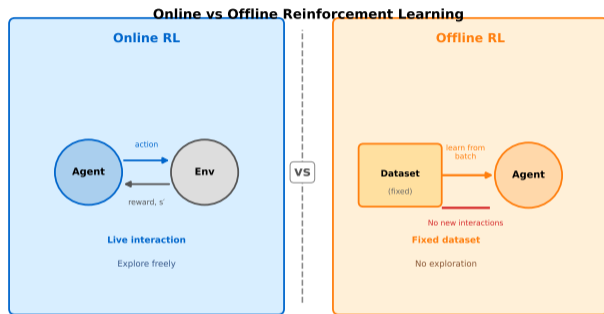 Online vs Offline Reinforcement Learning
Online RL
Agent
action
Env
reward, s'
Live interaction
Explore freely
VS
Offline RL
Dataset
(fixed)
learn from
batch
Agent
No new interactions
Fixed dataset
No exploration